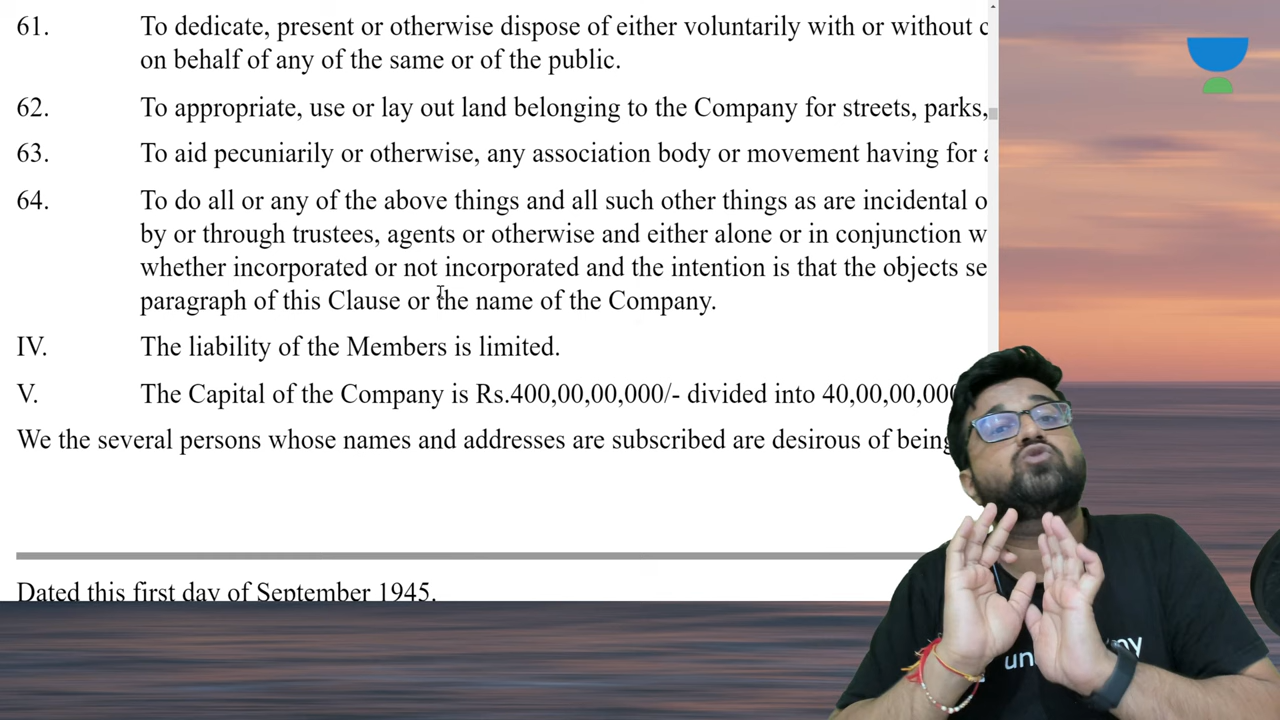 61. To dedicate, present or otherwise dispose of either voluntarily with or without
on behalf of any of the same or of the public.
62. To appropriate, use or lay out land belonging to the Company for streets, parks,
63. To aid pecuniarily or otherwise, any association body or movement having for
64. To do all or any of the above things and all such other things as are incidental
by or through trustees, agents or otherwise and either alone or in conjunction
whether incorporated or not incorporated and the intention is that the objects
paragraph of this Clause or the name of the Company.
IV. The liability of the Members is limited.
V. The Capital of the Company is Rs.400,00,00,000/- divided into 40,00,00,000
We the several persons whose names and addresses are subscribed are desirous of being
Dated this first day of September 1945.